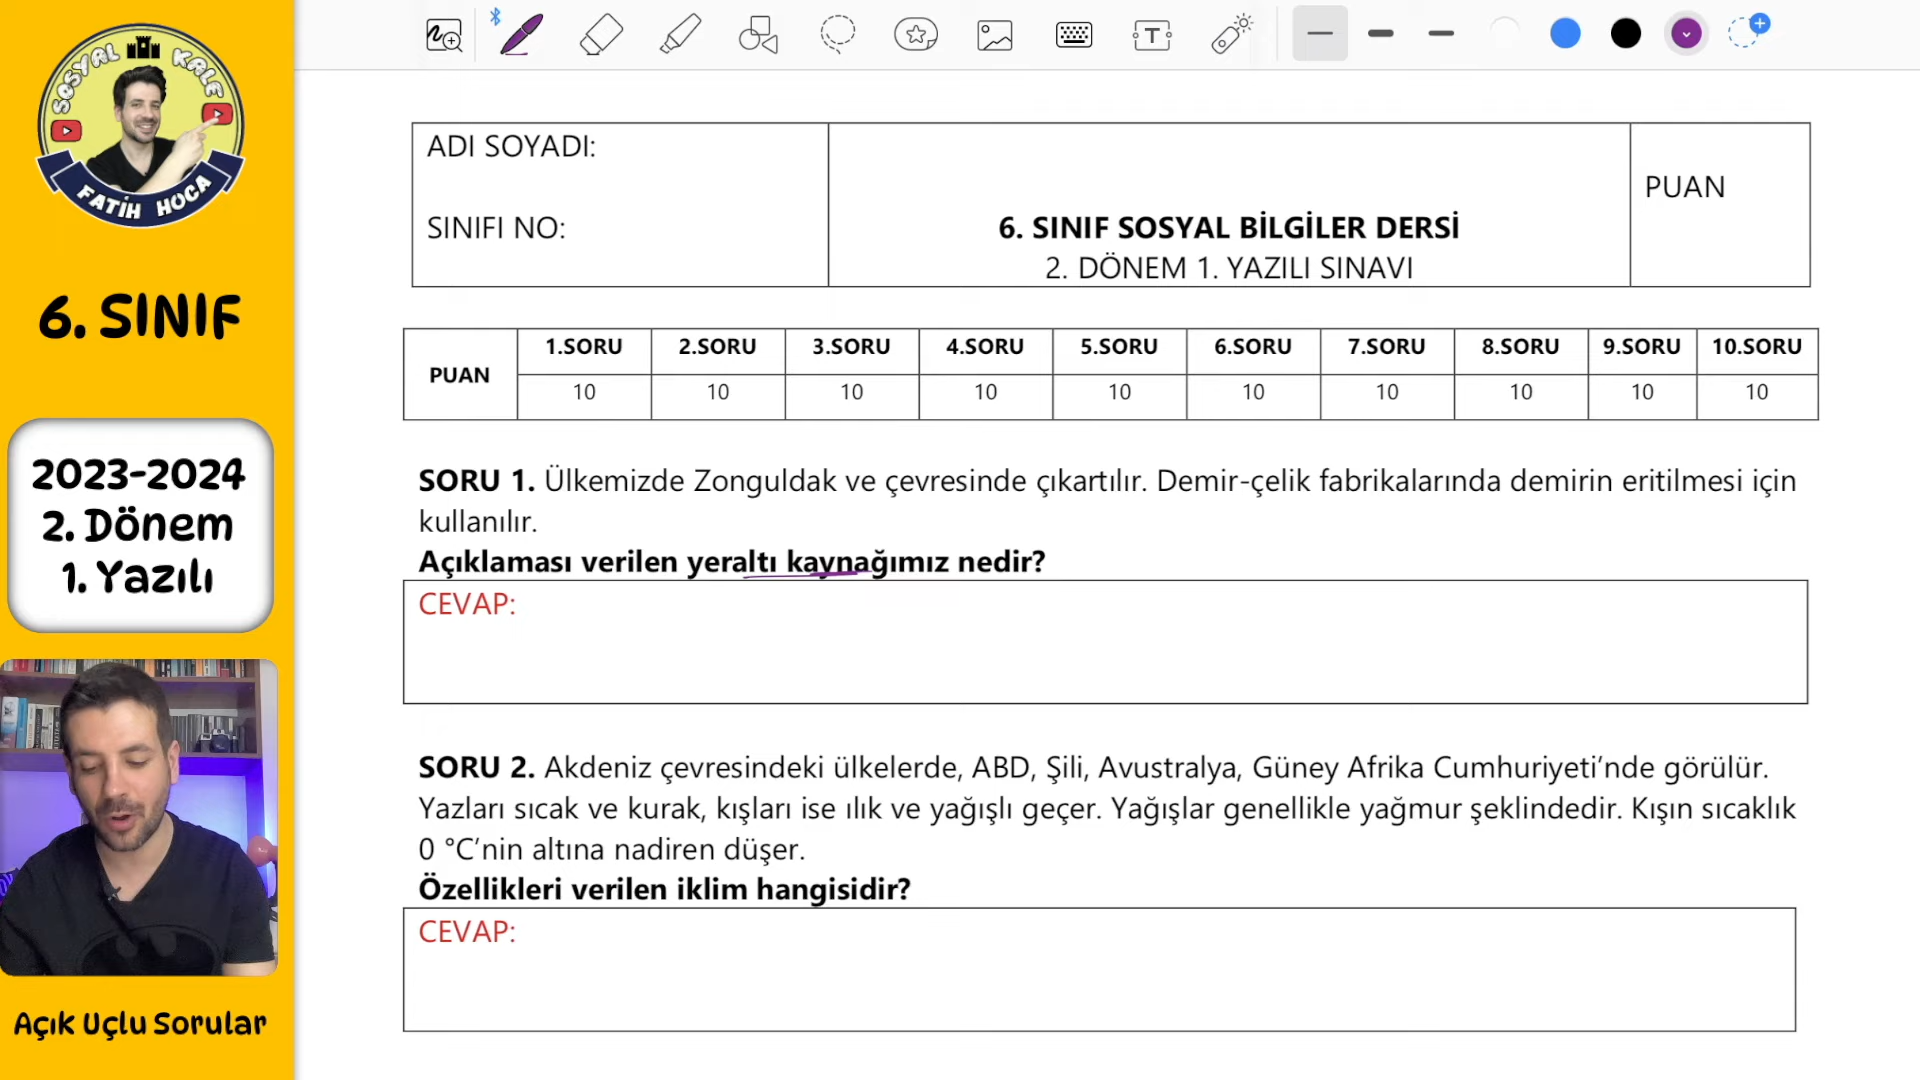 SOSYAL KALE
FATİH HOCA
6. SINIF
2023-2024
2. Dönem
1. Yazılı
Açık Uçlu Sorular
T
ADI SOYADI:
SINIFI NO:
6. SINIF SOSYAL BİLGİLER DERSİ
2. DÖNEM 1. YAZILI SINAVI
PUAN
PUAN 1.SORU 2.SORU 3.SORU 4.SORU 5.SORU 6.SORU 7.SORU 8.SORU 9.SORU 10.SORU
10 10 10 10 10 10 10 10 10 10
SORU 1. Ülkemizde Zonguldak ve çevresinde çıkartılır. Demir-çelik fabrikalarında demirin eritilmesi için
kullanılır.
Açıklaması verilen yeraltı kaynağımız nedir?
CEVAP:
SORU 2. Akdeniz çevresindeki ülkelerde, ABD, Şili, Avustralya, Güney Afrika Cumhuriyeti’nde görülür.
Yazları sıcak ve kurak, kışları ise ılık ve yağışlı geçer. Yağışlar genellikle yağmur şeklindedir. Kışın sıcaklık
0 °C’nin altına nadiren düşer.
Özellikleri verilen iklim hangisidir?
CEVAP: